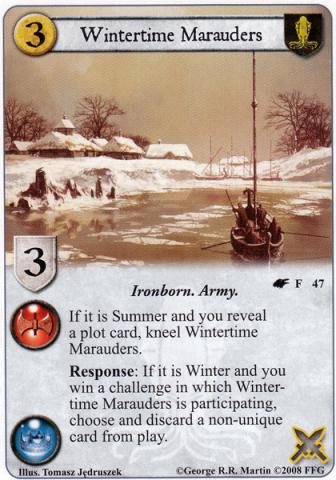 3
Wintertime Marauders
3
Ironborn. Army.
F 47
If it is Summer and you reveal
a plot card, kneel Wintertime
Marauders.
Response: If it is Winter and you
win a challenge in which Winter-
time Marauders is participating,
choose and discard a non-unique
card from play.
Illus. Tomasz Jędruszek
©George R.R. Martin ©2008 FFG